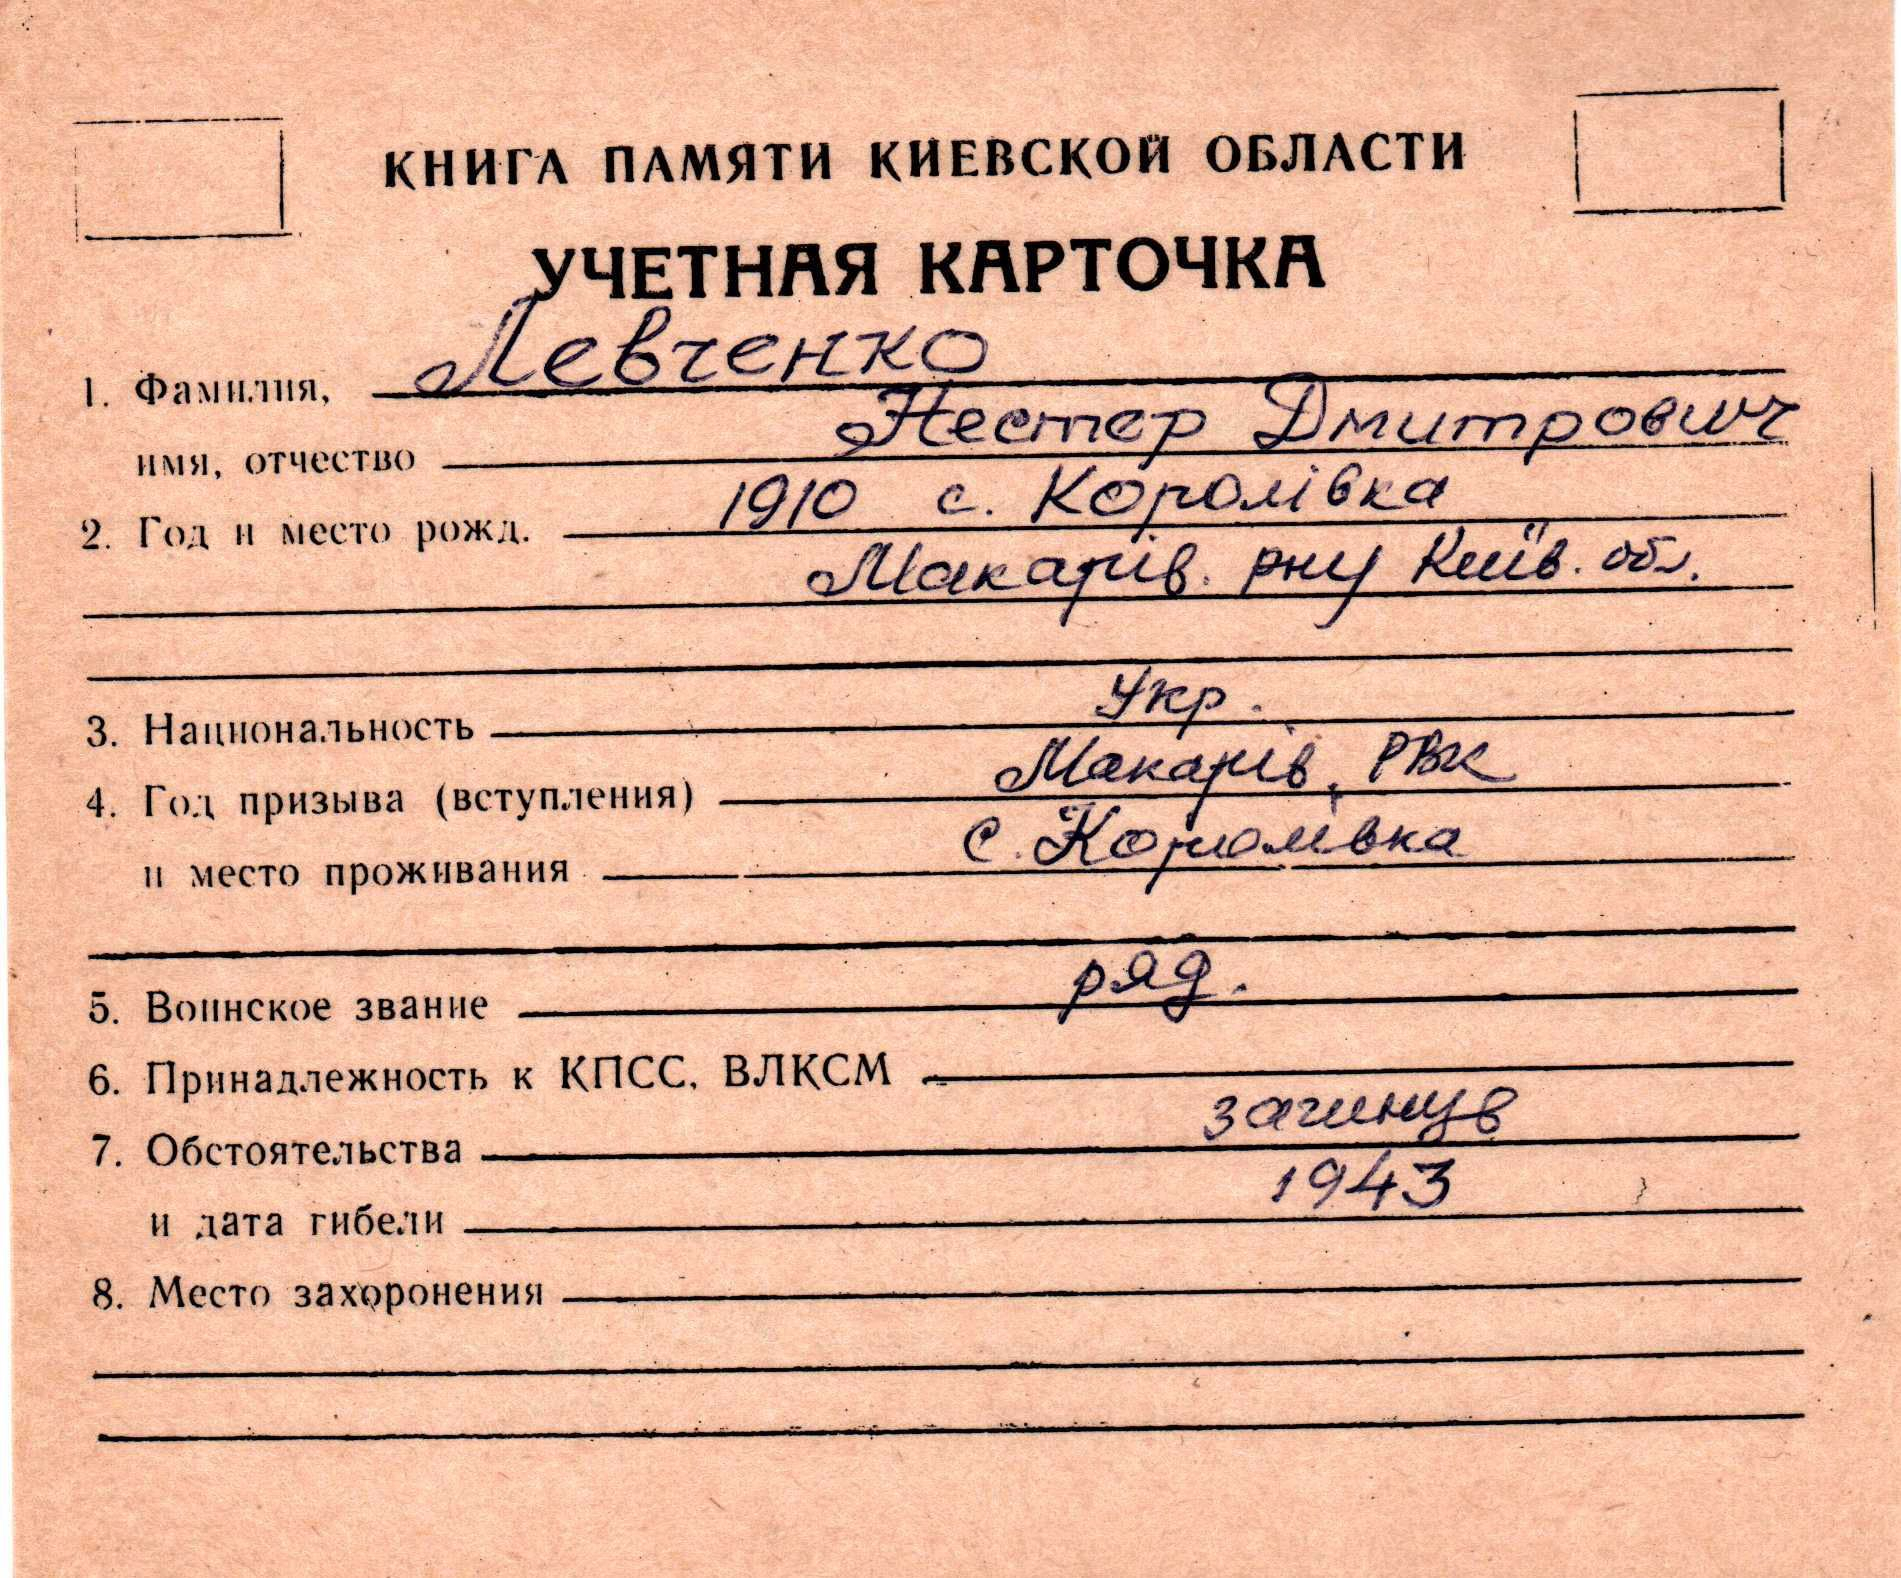 КНИГА ПАМЯТИ КИЕВСКОЙ ОБЛАСТИ
УЧЕТНАЯ КАРТОЧКА
1. Фамилия, Левченко
имя, отчество Нестер Дмитрович
2. Год и место рожд. 1910 с. Королівка
Макарів. рну Київ. обл.
3. Национальность Укр.
4. Год призыва (вступления) Макарів. РВК
и место проживания с. Королівка
5. Воинское звание ряд.
6. Принадлежность к КПСС, ВЛКСМ
7. Обстоятельства загинув
и дата гибели 1943
8. Место захоронения